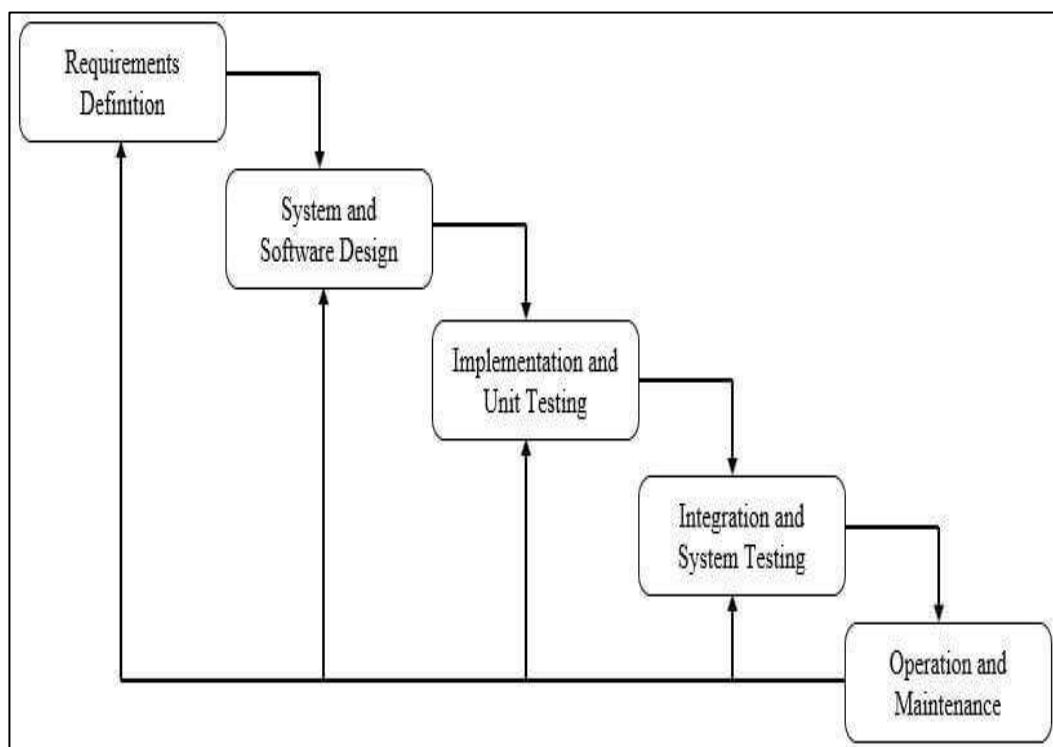 Requirements
Definition
System and
Software Design
Implementation and
Unit Testing
Integration and
System Testing
Operation and
Maintenance